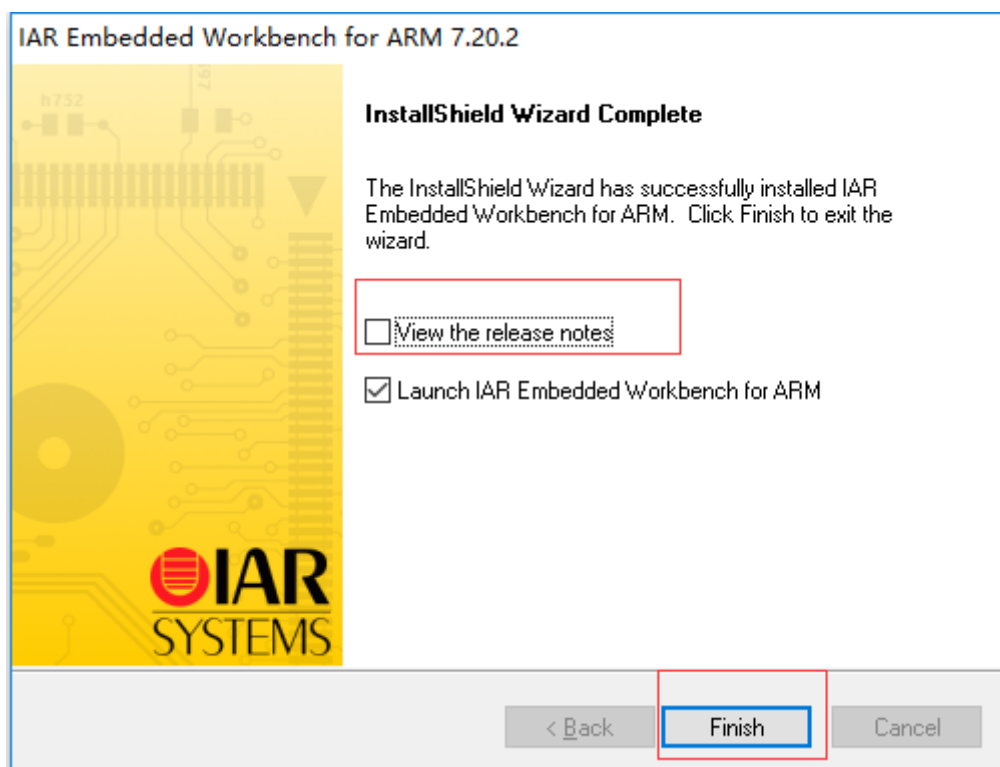 IAR Embedded Workbench for ARM 7.20.2
h732
InstallShield Wizard Complete
The InstallShield Wizard has successfully installed IAR
Embedded Workbench for ARM. Click Finish to exit the
wizard.
View the release notes
Launch IAR Embedded Workbench for ARM
IAR
SYSTEMS
< Back
Finish
Cancel